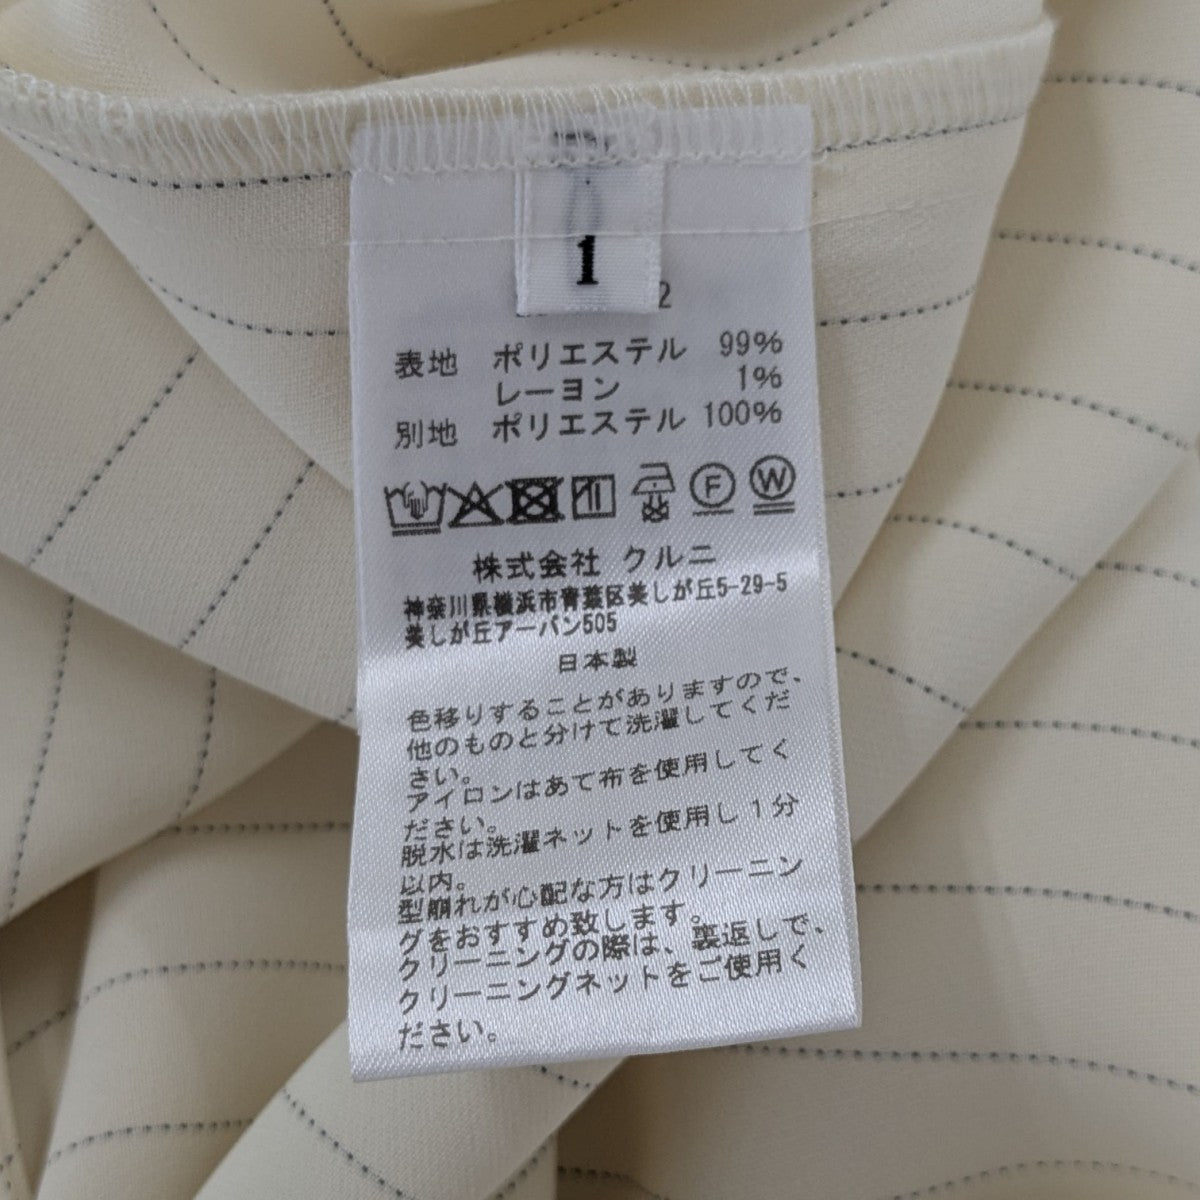 1
2
表地 ポリエステル 99%
レーヨン 1%
別地 ポリエステル 100%
F W
株式会社 クルニ
神奈川県横浜市青葉区美しが丘5-29-5
美しが丘アーバン505
日本製
色移りすることがありますので、
他のものと分けて洗濯してくだ
さい。
アイロンはあて布を使用してく
ださい。
脱水は洗濯ネットを使用し1分
以内。
型崩れが心配な方はクリーニン
グをおすすめ致します。
クリーニングの際は、裏返しで、
クリーニングネットをご使用く
ださい。